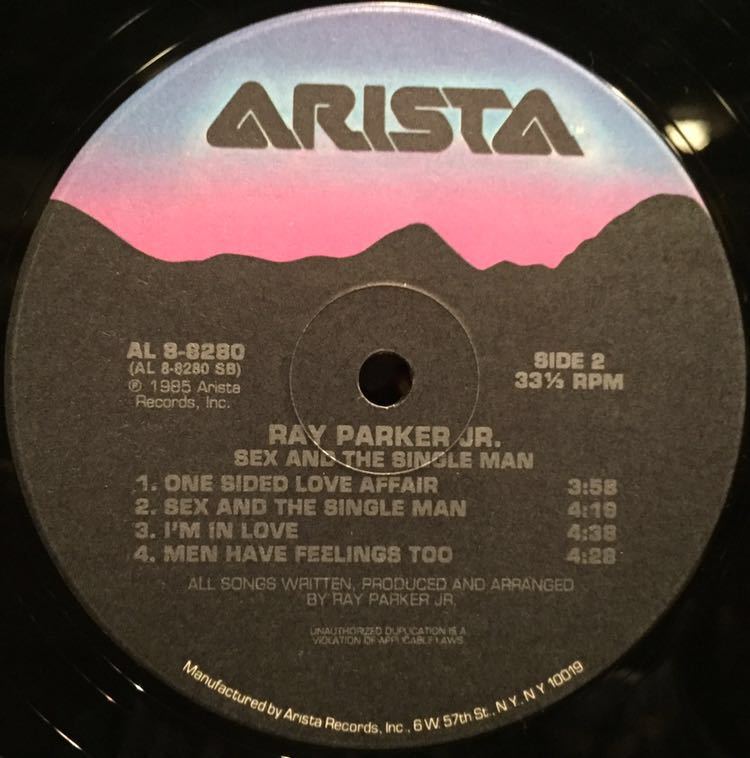 ARISTA
AL 8-8280
(AL 8-8280 SB)
℗ 1985 Arista
Records, Inc.
SIDE 2
33⅓ RPM
RAY PARKER JR.
SEX AND THE SINGLE MAN
1. ONE SIDED LOVE AFFAIR 3:58
2. SEX AND THE SINGLE MAN 4:19
3. I'M IN LOVE 4:38
4. MEN HAVE FEELINGS TOO 4:28
ALL SONGS WRITTEN, PRODUCED AND ARRANGED
BY RAY PARKER JR.
UNAUTHORIZED DUPLICATION IS A
VIOLATION OF APPLICABLE LAWS.
Manufactured by Arista Records, Inc., 6 W. 57th St., N.Y., N.Y. 10019